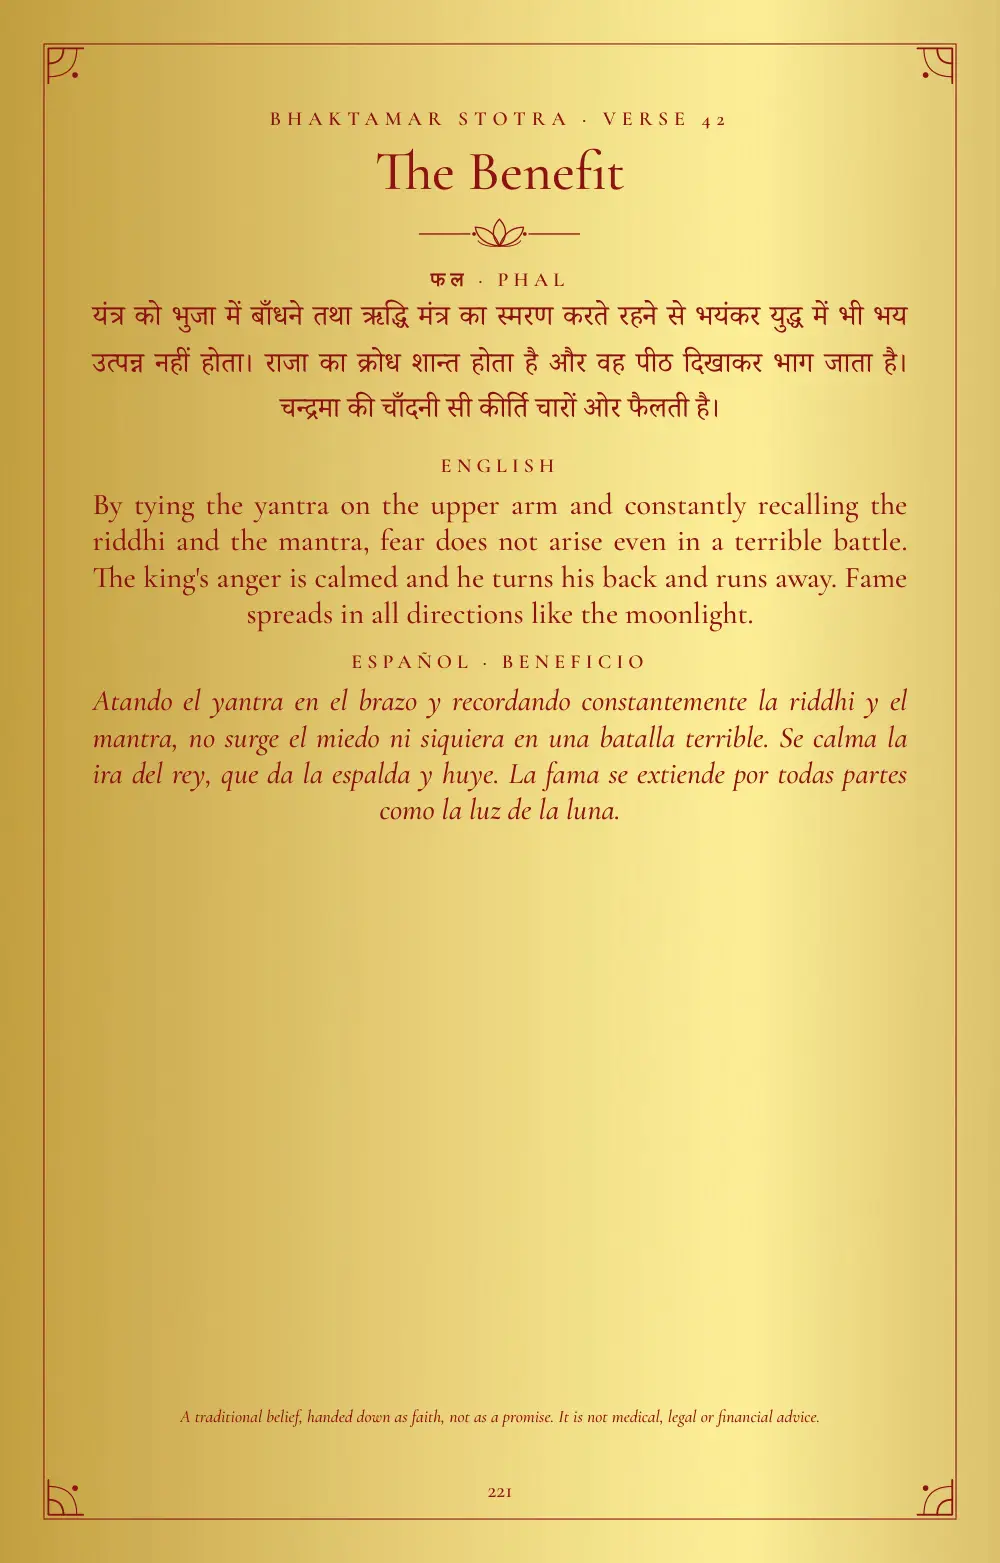 BHAKTAMAR STOTRA · VERSE 42
The Benefit
फल · PHAL
यंत्र को भुजा में बाँधने तथा ऋद्धि मंत्र का स्मरण करते रहने से भयंकर युद्ध में भी भय
उत्पन्न नहीं होता। राजा का क्रोध शान्त होता है और वह पीठ दिखाकर भाग जाता है।
चन्द्रमा की चाँदनी सी कीर्ति चारों ओर फैलती है।
ENGLISH
By tying the yantra on the upper arm and constantly recalling the
riddhi and the mantra, fear does not arise even in a terrible battle.
The king's anger is calmed and he turns his back and runs away. Fame
spreads in all directions like the moonlight.
ESPAÑOL · BENEFICIO
Atando el yantra en el brazo y recordando constantemente la riddhi y el
mantra, no surge el miedo ni siquiera en una batalla terrible. Se calma la
ira del rey, que da la espalda y huye. La fama se extiende por todas partes
como la luz de la luna.
A traditional belief, handed down as faith, not as a promise. It is not medical, legal or financial advice.
221